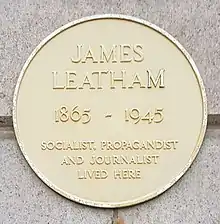 JAMES
LEATHAM
1865 - 1945
SOCIALIST, PROPAGANDIST
AND JOURNALIST
LIVED HERE